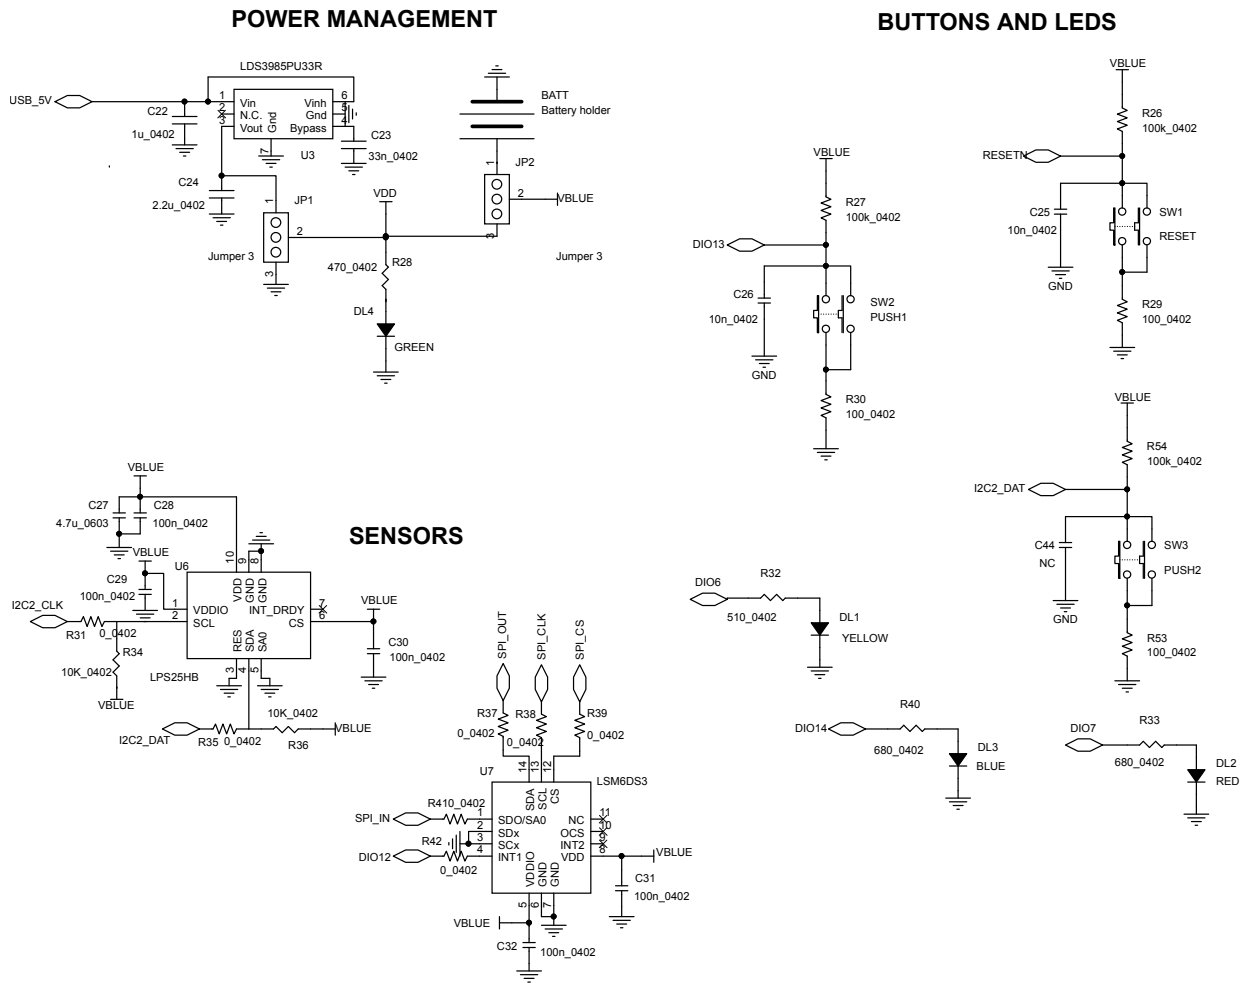 POWER MANAGEMENT
LDS3985PU33R
USB_5V
C22
1u_0402
1
Vin
2
N.C.
3
Vout
Gnd
7
Vinh
6
Gnd
5
Bypass
4
U3
C23
33n_0402
C24
2.2u_0402
JP1
1
2
3
Jumper 3
VDD
470_0402
R28
DL4
GREEN
BATT
Battery holder
JP2
1
2
3
VBLUE
Jumper 3
BUTTONS AND LEDS
VBLUE
R26
100k_0402
RESETN
C25
10n_0402
GND
SW1
RESET
R29
100_0402
VBLUE
R27
100k_0402
DIO13
C26
10n_0402
GND
SW2
PUSH1
R30
100_0402
VBLUE
R54
100k_0402
I2C2_DAT
C44
NC
GND
SW3
PUSH2
R53
100_0402
DIO6
R32
510_0402
DL1
YELLOW
DIO14
R40
680_0402
DL3
BLUE
DIO7
R33
680_0402
DL2
RED
SENSORS
VBLUE
C27
4.7u_0603
C28
100n_0402
VBLUE
C29
100n_0402
U6
10
9
8
VDD
GND
GND
1
VDDIO
2
SCL
INT_DRDY
7
CS
6
RES
SDA
SA0
3
4
5
LPS25HB
I2C2_CLK
R31
0_0402
R34
10K_0402
VBLUE
VBLUE
C30
100n_0402
I2C2_DAT
R35
0_0402
10K_0402
R36
VBLUE
SPI_OUT
SPI_CLK
SPI_CS
R37
0_0402
R38
0_0402
R39
0_0402
U7
14
13
12
LSM6DS3
SDA
SCL
CS
SPI_IN
R41
0_0402
1
SDO/SA0
2
SDx
3
SCx
4
INT1
NC
11
OCS
10
INT2
9
VDD
8
R42
DIO12
0_0402
VDDIO
GND
GND
5
6
7
VBLUE
C31
100n_0402
VBLUE
C32
100n_0402